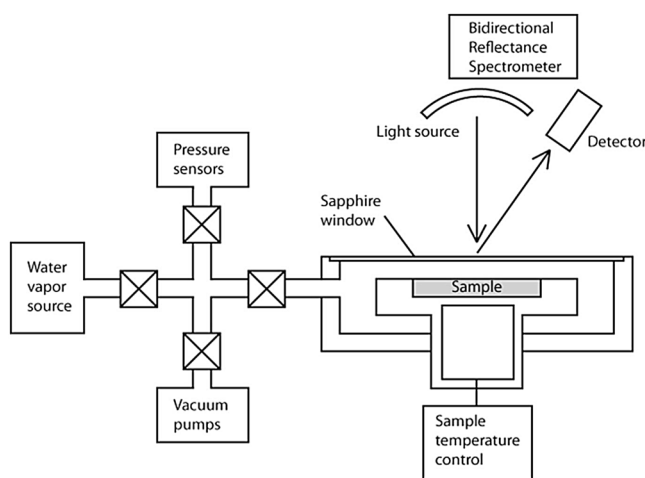 Bidirectional
Reflectance
Spectrometer
Light source
Detector
Pressure
sensors
Sapphire
window
Water
vapor
source
Sample
Vacuum
pumps
Sample
temperature
control